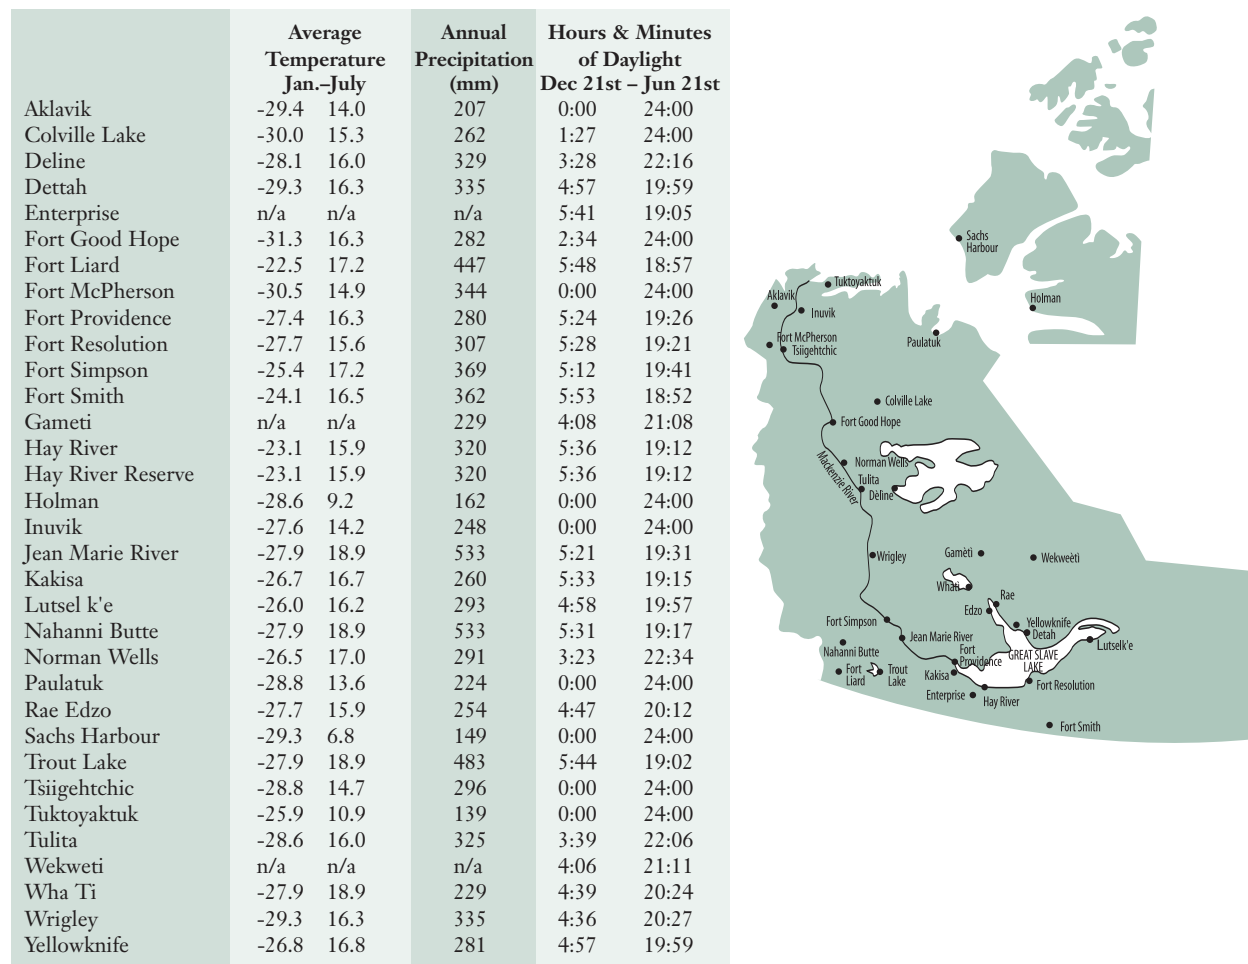 Average Annual Hours & Minutes
Temperature Precipitation of Daylight
Jan.–July (mm) Dec 21st – Jun 21st
Aklavik -29.4 14.0 207 0:00 24:00
Colville Lake -30.0 15.3 262 1:27 24:00
Deline -28.1 16.0 329 3:28 22:16
Dettah -29.3 16.3 335 4:57 19:59
Enterprise n/a n/a n/a 5:41 19:05
Fort Good Hope -31.3 16.3 282 2:34 24:00
Fort Liard -22.5 17.2 447 5:48 18:57
Fort McPherson -30.5 14.9 344 0:00 24:00
Fort Providence -27.4 16.3 280 5:24 19:26
Fort Resolution -27.7 15.6 307 5:28 19:21
Fort Simpson -25.4 17.2 369 5:12 19:41
Fort Smith -24.1 16.5 362 5:53 18:52
Gameti n/a n/a 229 4:08 21:08
Hay River -23.1 15.9 320 5:36 19:12
Hay River Reserve -23.1 15.9 320 5:36 19:12
Holman -28.6 9.2 162 0:00 24:00
Inuvik -27.6 14.2 248 0:00 24:00
Jean Marie River -27.9 18.9 533 5:21 19:31
Kakisa -26.7 16.7 260 5:33 19:15
Lutsel k'e -26.0 16.2 293 4:58 19:57
Nahanni Butte -27.9 18.9 533 5:31 19:17
Norman Wells -26.5 17.0 291 3:23 22:34
Paulatuk -28.8 13.6 224 0:00 24:00
Rae Edzo -27.7 15.9 254 4:47 20:12
Sachs Harbour -29.3 6.8 149 0:00 24:00
Trout Lake -27.9 18.9 483 5:44 19:02
Tsiigehtchic -28.8 14.7 296 0:00 24:00
Tuktoyaktuk -25.9 10.9 139 0:00 24:00
Tulita -28.6 16.0 325 3:39 22:06
Wekweti n/a n/a n/a 4:06 21:11
Wha Ti -27.9 18.9 229 4:39 20:24
Wrigley -29.3 16.3 335 4:36 20:27
Yellowknife -26.8 16.8 281 4:57 19:59
Sachs
Harbour
Tuktoyaktuk
Aklavik
Holman
Inuvik
Fort McPherson
Paulatuk
Tsiigehtchic
Colville Lake
Fort Good Hope
Norman Wells
Mackenzie River
Tulita
Dèline
Wrigley
Gamètì
Wekweètì
Whàtì
Rae
Edzo
Fort Simpson
Yellowknife
Detah
Jean Marie River
Lutselk'e
Nahanni Butte
Fort
Providence
GREAT SLAVE
LAKE
Fort
Liard
Trout
Lake
Kakisa
Fort Resolution
Enterprise
Hay River
Fort Smith